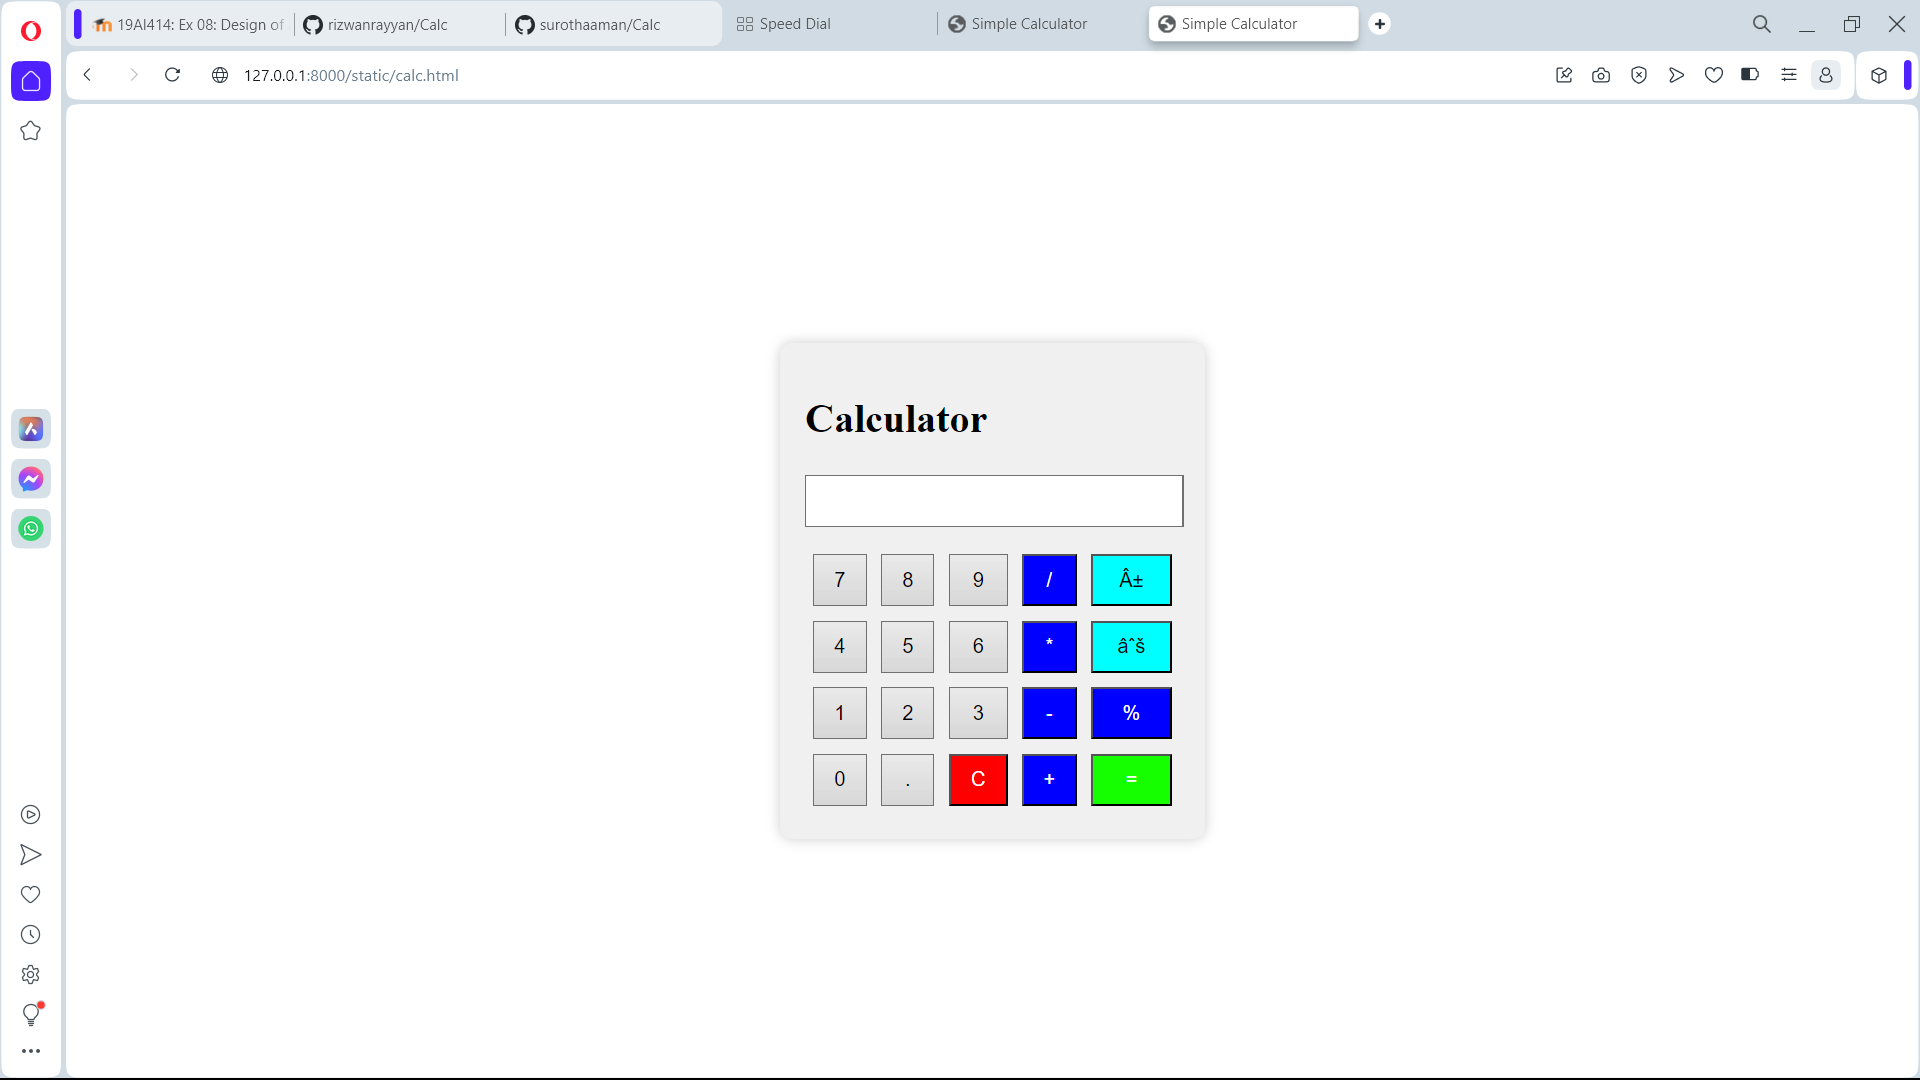 19AI414: Ex 08: Design of
rizwanrayyan/Calc
surothaaman/Calc
Speed Dial
Simple Calculator
Simple Calculator
127.0.0.1:8000/static/calc.html
Calculator
7 8 9 / Â±
4 5 6 * âˆš
1 2 3 - %
0 . C + =